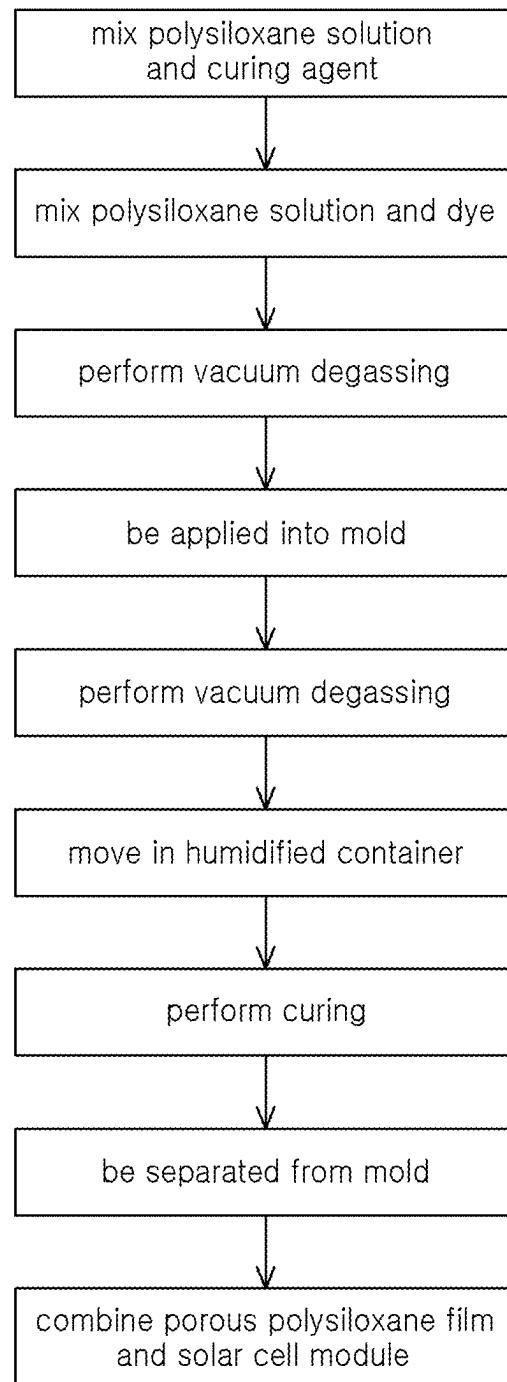 mix polysiloxane solution
and curing agent
mix polysiloxane solution and dye
perform vacuum degassing
be applied into mold
perform vacuum degassing
move in humidified container
perform curing
be separated from mold
combine porous polysiloxane film
and solar cell module